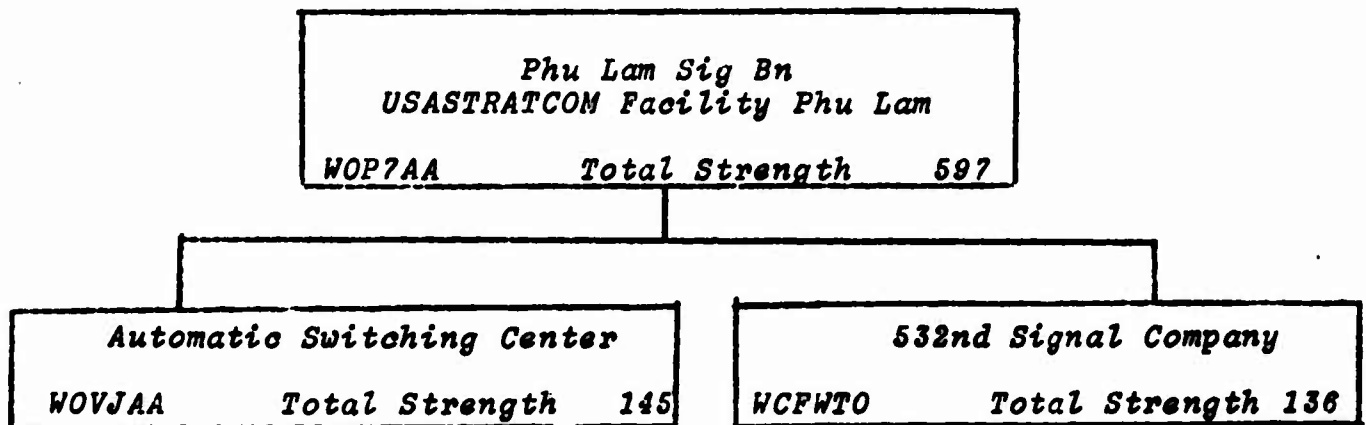 Phu Lam Sig Bn
USASTRATCOM Facility Phu Lam
WOP7AA Total Strength 597
Automatic Switching Center
WOVJAA Total Strength 145
532nd Signal Company
WCFWTO Total Strength 136